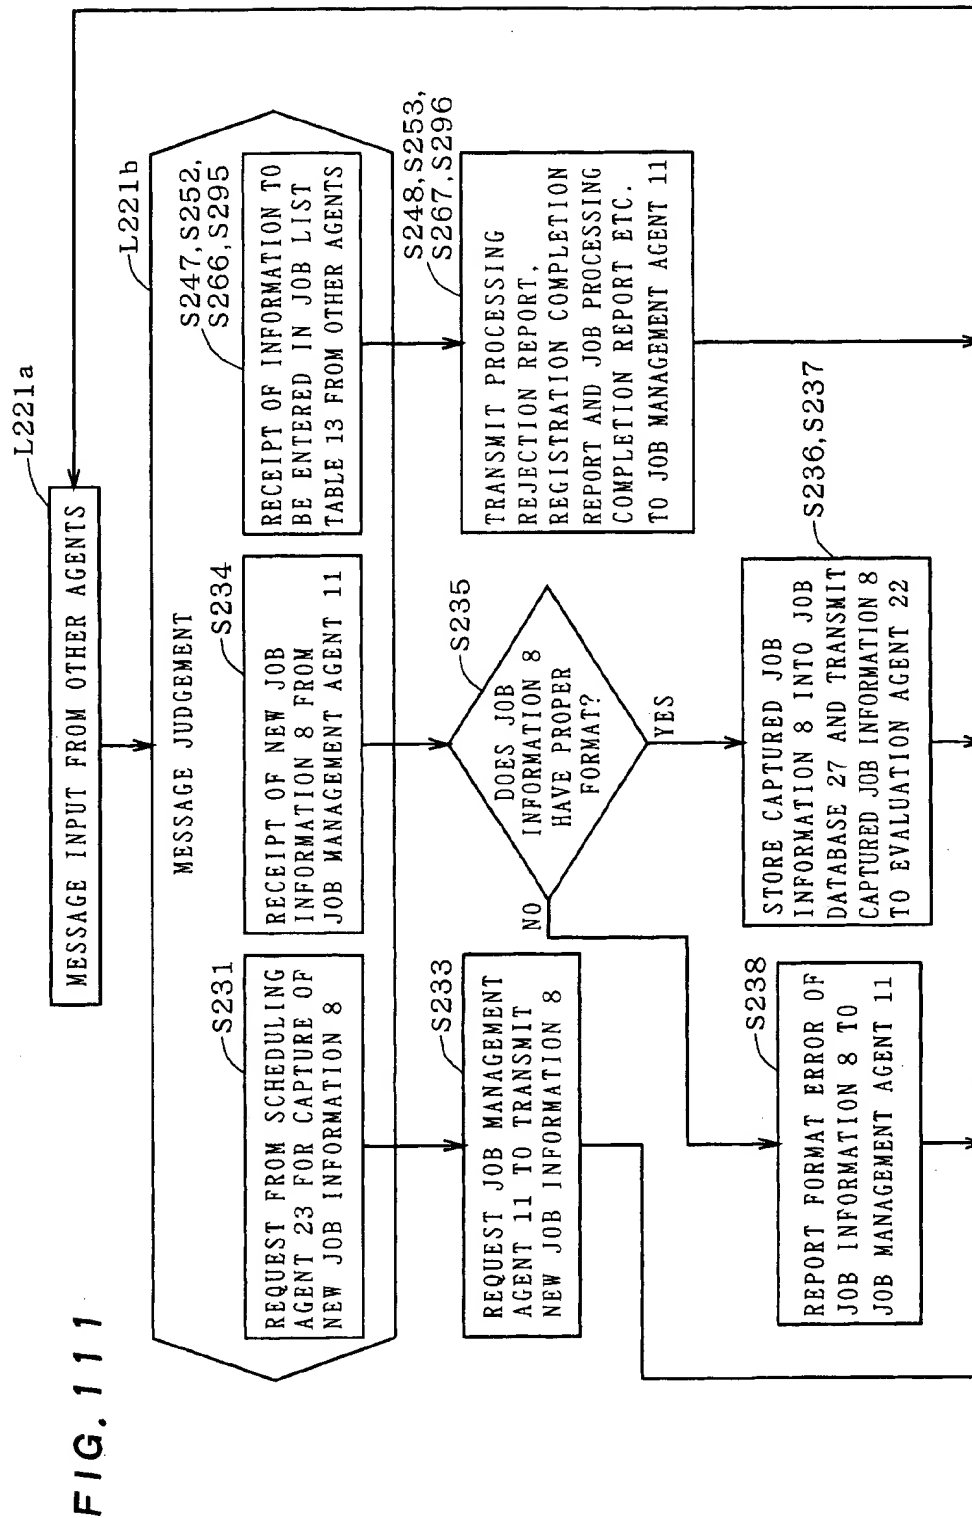 FIG. 111
MESSAGE INPUT FROM OTHER AGENTS
L221a
MESSAGE JUDGEMENT
L221b
REQUEST FROM SCHEDULING
AGENT 23 FOR CAPTURE OF
NEW JOB INFORMATION 8
S231
RECEIPT OF NEW JOB
INFORMATION 8 FROM
JOB MANAGEMENT AGENT 11
S234
RECEIPT OF INFORMATION TO
BE ENTERED IN JOB LIST
TABLE 13 FROM OTHER AGENTS
S247,S252,
S266,S295
REQUEST JOB MANAGEMENT
AGENT 11 TO TRANSMIT
NEW JOB INFORMATION 8
S233
DOES JOB
INFORMATION 8
HAVE PROPER
FORMAT?
S235
NO
YES
TRANSMIT PROCESSING
REJECTION REPORT,
REGISTRATION COMPLETION
REPORT AND JOB PROCESSING
COMPLETION REPORT ETC.
TO JOB MANAGEMENT AGENT 11
S248,S253,
S267,S296
REPORT FORMAT ERROR OF
JOB INFORMATION 8 TO
JOB MANAGEMENT AGENT 11
S238
STORE CAPTURED JOB
INFORMATION 8 INTO JOB
DATABASE 27 AND TRANSMIT
CAPTURED JOB INFORMATION 8
TO EVALUATION AGENT 22
S236,S237